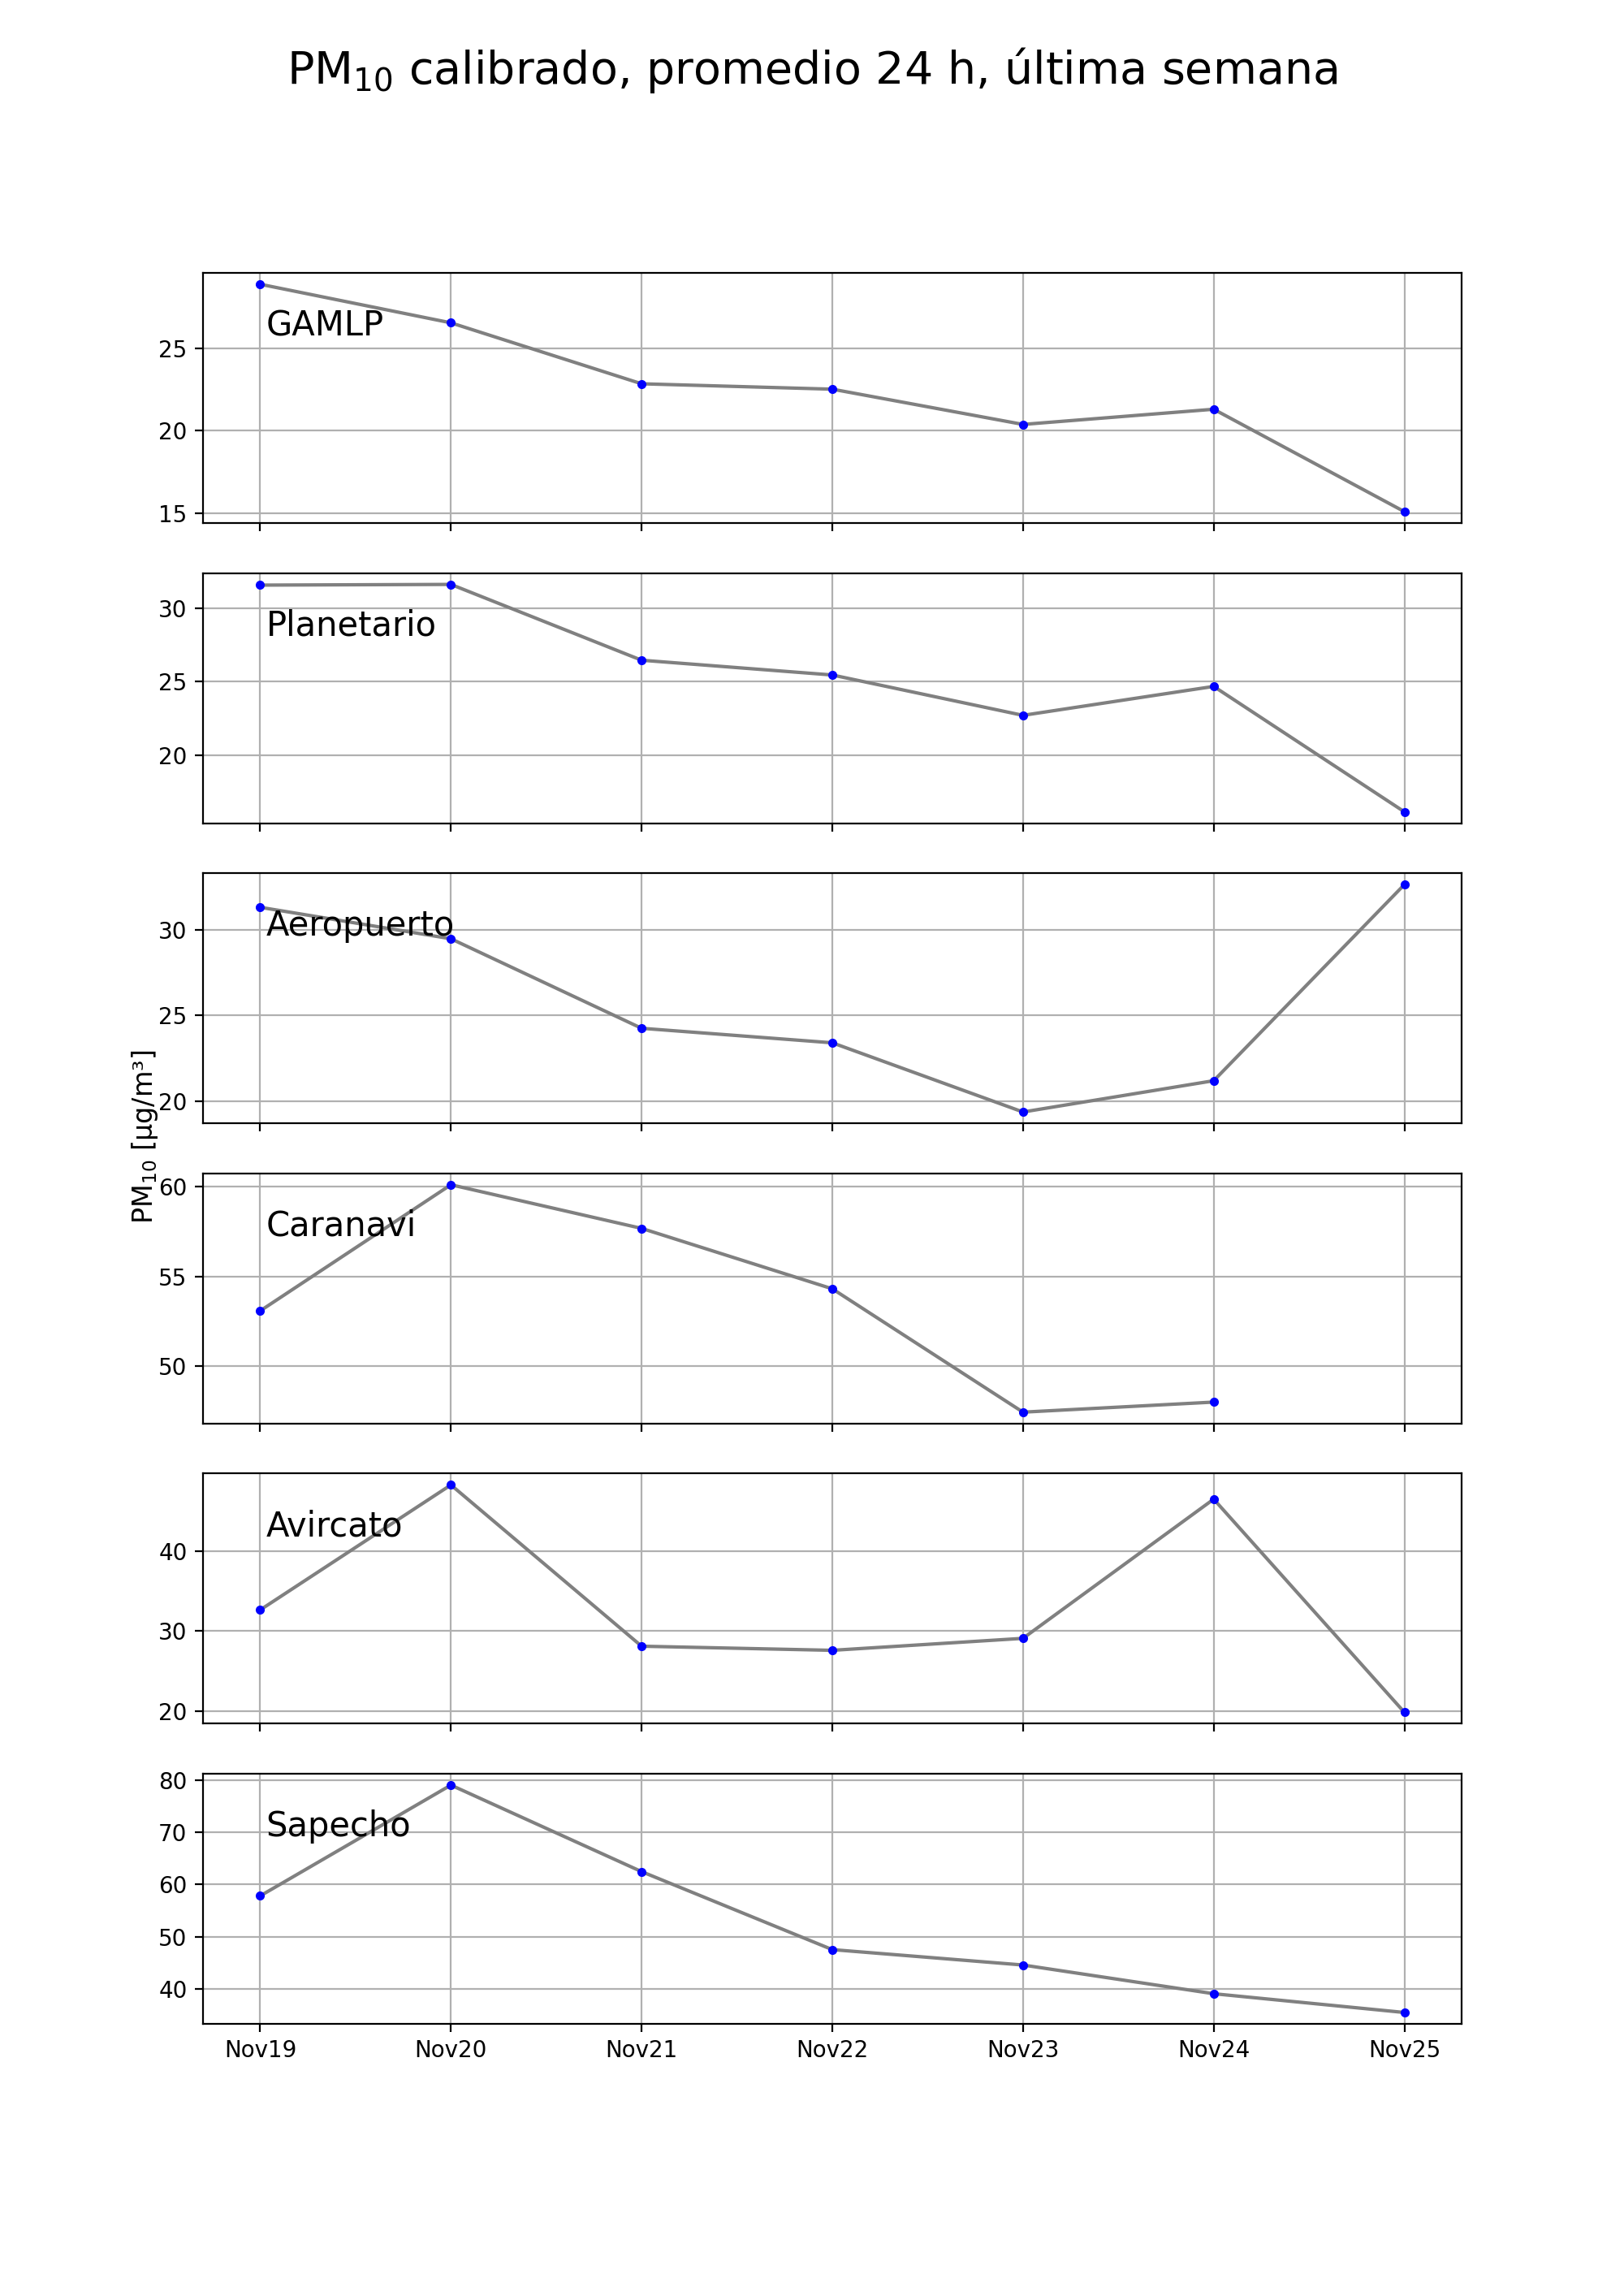 PM₁₀ calibrado, promedio 24 h, última semana
GAMLP
25
20
15
Planetario
30
25
20
Aeropuerto
30
25
20
PM₁₀ [µg/m³]
Caranavi
60
55
50
Avircato
40
30
20
Sapecho
80
70
60
50
40
Nov19 Nov20 Nov21 Nov22 Nov23 Nov24 Nov25